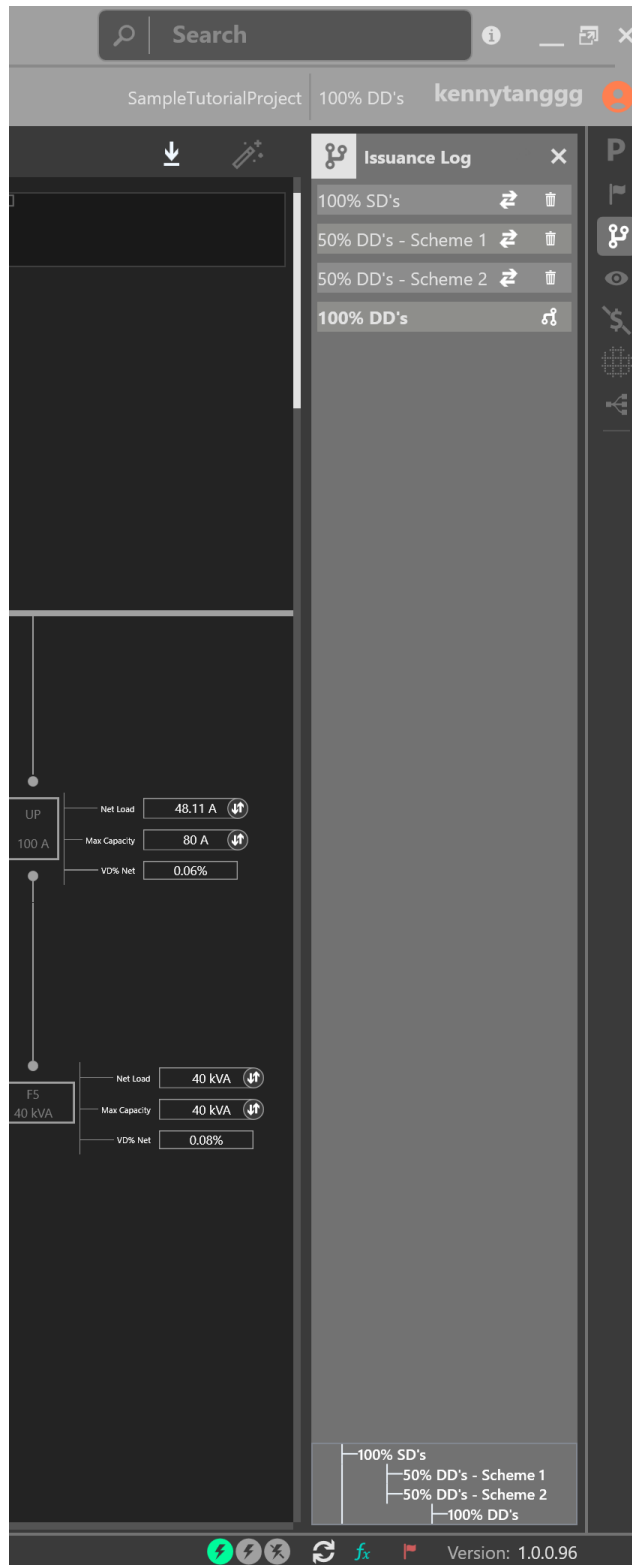 Search
SampleTutorialProject 100% DD's kennytanggg
Issuance Log
P
100% SD's
50% DD's - Scheme 1
50% DD's - Scheme 2
100% DD's
UP
100 A
Net Load 48.11 A
Max Capacity 80 A
VD% Net 0.06%
F5
40 kVA
Net Load 40 kVA
Max Capacity 40 kVA
VD% Net 0.08%
100% SD's
50% DD's - Scheme 1
50% DD's - Scheme 2
100% DD's
fx Version: 1.0.0.96